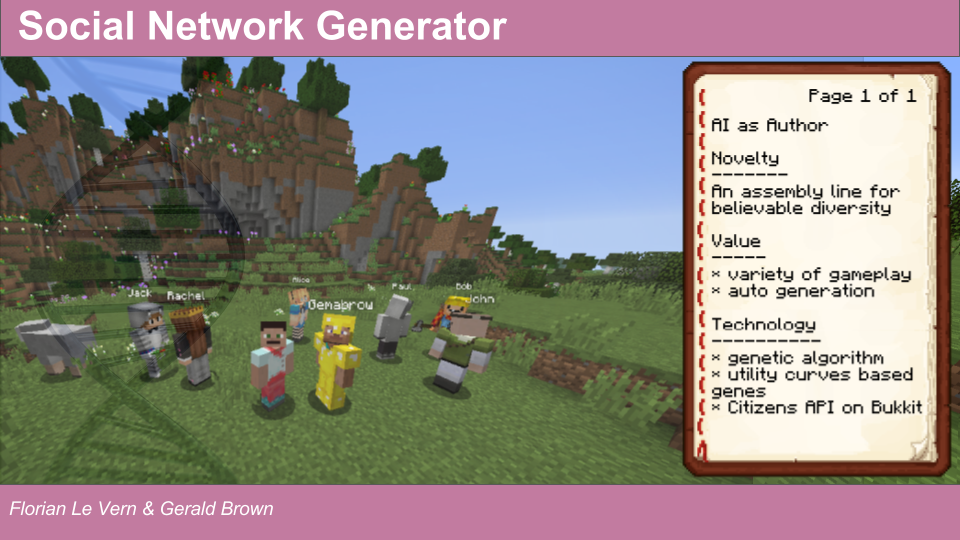 Social Network Generator
Page 1 of 1
AI as Author
Novelty
-------
An assembly line for
believable diversity
Value
-----
* variety of gameplay
* auto generation
Technology
----------
* genetic algorithm
* utility curves based
genes
* Citizens API on Bukkit
Jack
Rachel
Alice
Gemabrow
Paul
Bob
John
Florian Le Vern & Gerald Brown